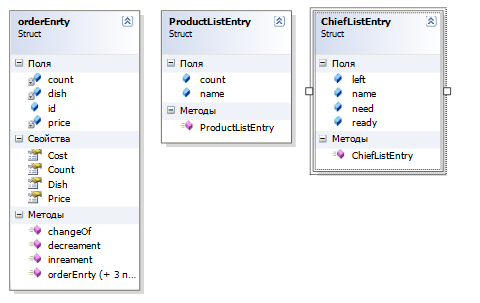 orderEnrty
Struct
Поля
count
dish
id
price
Свойства
Cost
Count
Dish
Price
Методы
changeOf
decreament
inreament
orderEnrty (+ 3 п...
ProductListEntry
Struct
Поля
count
name
Методы
ProductListEntry
ChiefListEntry
Struct
Поля
left
name
need
ready
Методы
ChiefListEntry